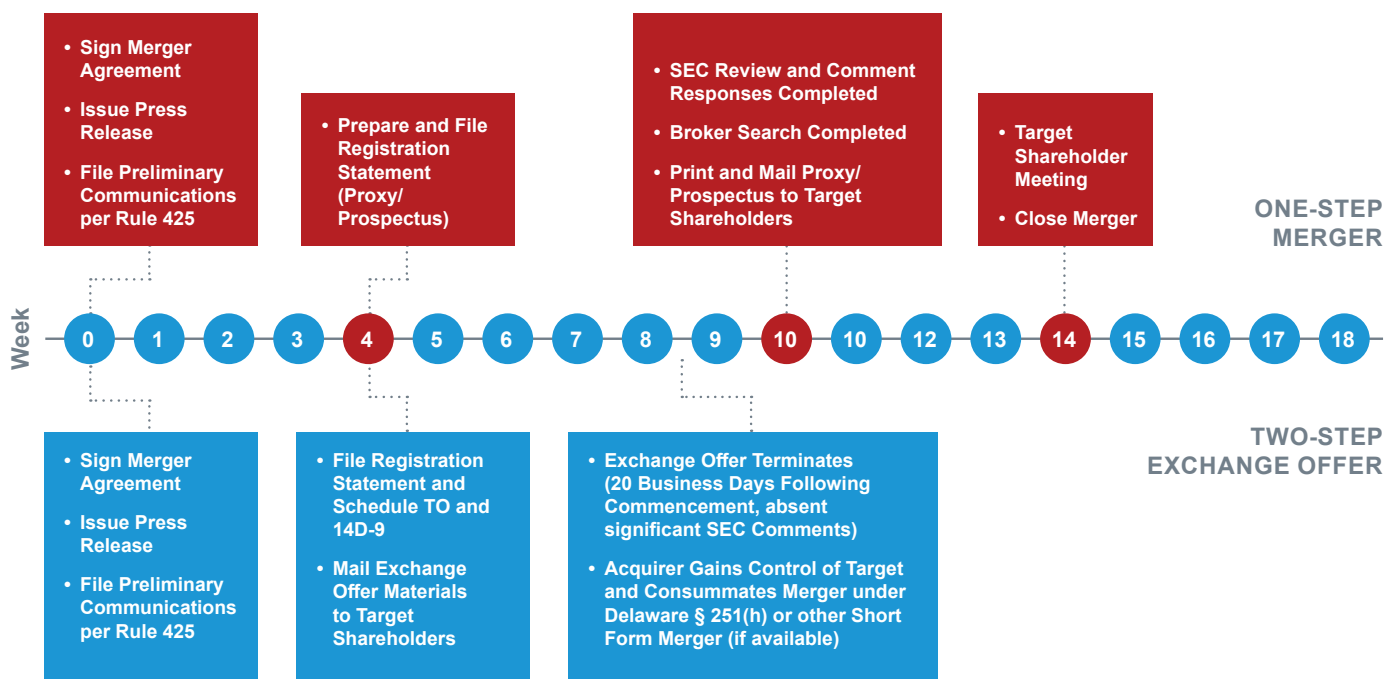 • Sign Merger
Agreement
• Issue Press
Release
• File Preliminary
Communications
per Rule 425
• Prepare and File
Registration
Statement
(Proxy/
Prospectus)
• SEC Review and Comment
Responses Completed
• Broker Search Completed
• Print and Mail Proxy/
Prospectus to Target
Shareholders
• Target
Shareholder
Meeting
• Close Merger
ONE-STEP
MERGER
Week
0 1 2 3 4 5 6 7 8 9 10 10 12 13 14 15 16 17 18
• Sign Merger
Agreement
• Issue Press
Release
• File Preliminary
Communications
per Rule 425
• File Registration
Statement and
Schedule TO and
14D-9
• Mail Exchange
Offer Materials
to Target
Shareholders
• Exchange Offer Terminates
(20 Business Days Following
Commencement, absent
significant SEC Comments)
• Acquirer Gains Control of Target
and Consummates Merger under
Delaware § 251(h) or other Short
Form Merger (if available)
TWO-STEP
EXCHANGE OFFER